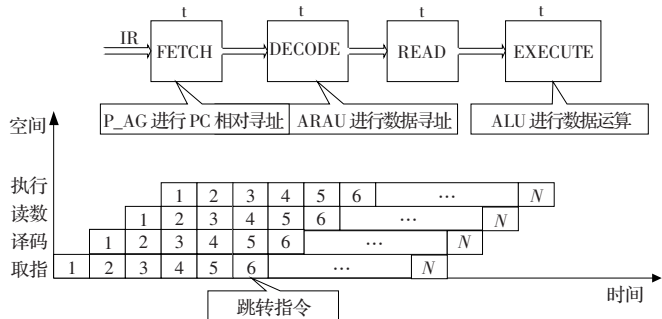 t t t t
IR FETCH DECODE READ EXECUTE
P_AG 进行 PC 相对寻址 ARAU 进行数据寻址 ALU 进行数据运算
空间
执行 1 2 3 4 5 6 … N
读数 1 2 3 4 5 6 … N
译码 1 2 3 4 5 6 … N
取指 1 2 3 4 5 6 … N
时间
跳转指令